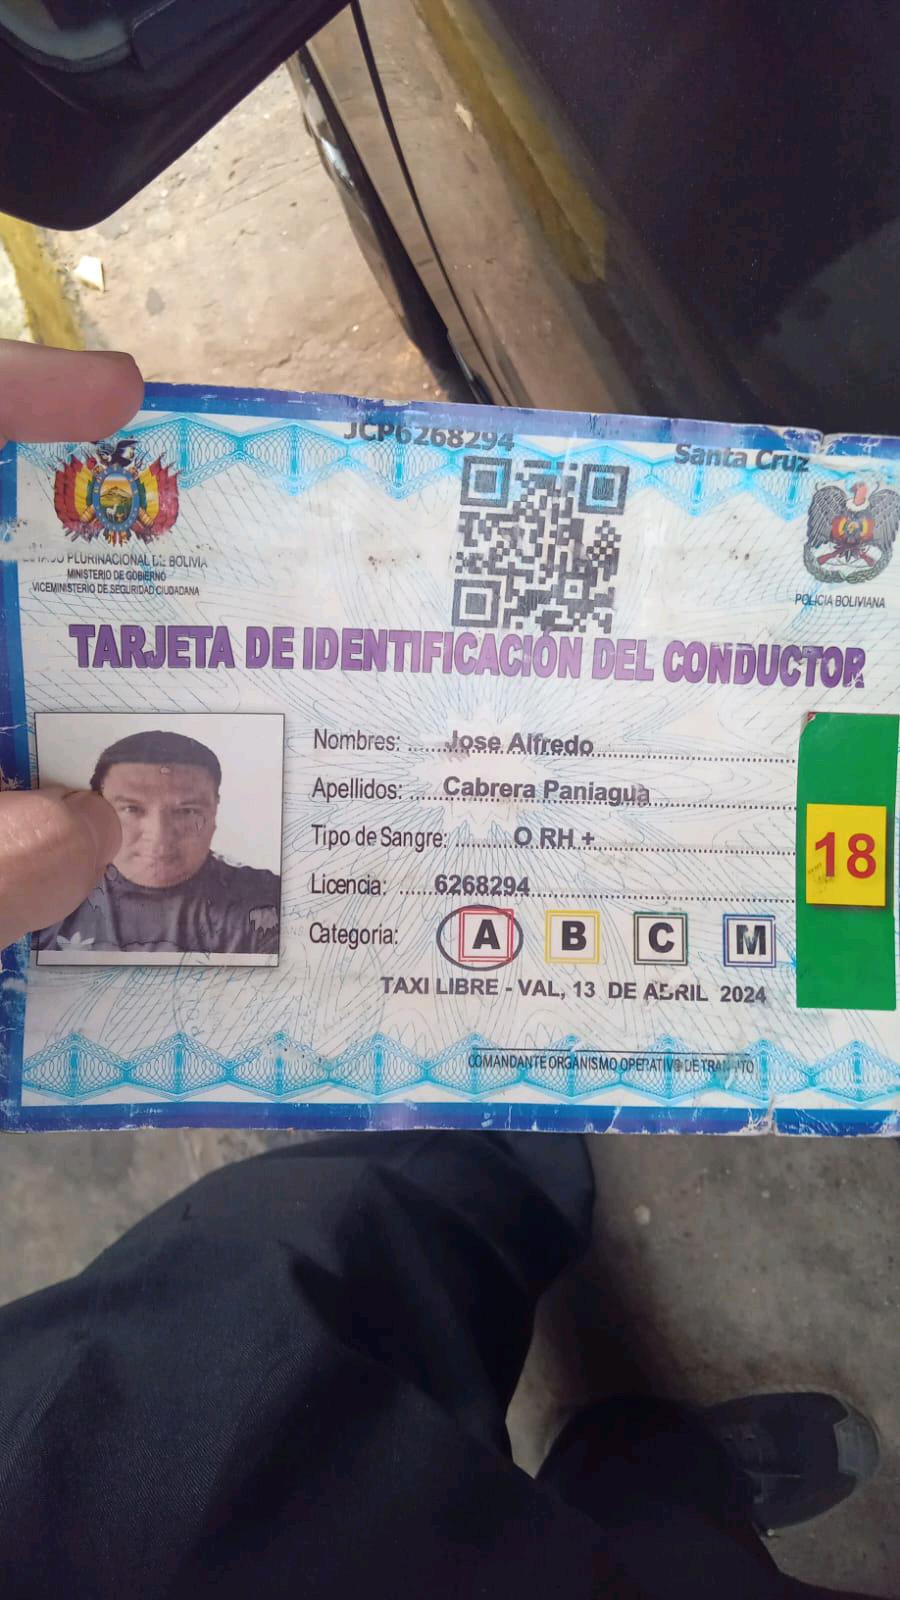 JCP6268294
Santa Cruz
PLURINACIONAL DE BOLIVIA
MINISTERIO DE GOBIERNO
VICEMINISTERIO DE SEGURIDAD CIUDADANA
POLICIA BOLIVIANA
TARJETA DE IDENTIFICACIÓN DEL CONDUCTOR
Nombres: Jose Alfredo
Apellidos: Cabrera Paniagua
Tipo de Sangre: O RH +
18
Licencia: 6268294
Categoria: A B C M
TAXI LIBRE - VAL, 13 DE ABRIL 2024
COMANDANTE ORGANISMO OPERATIVO DE TRANSITO